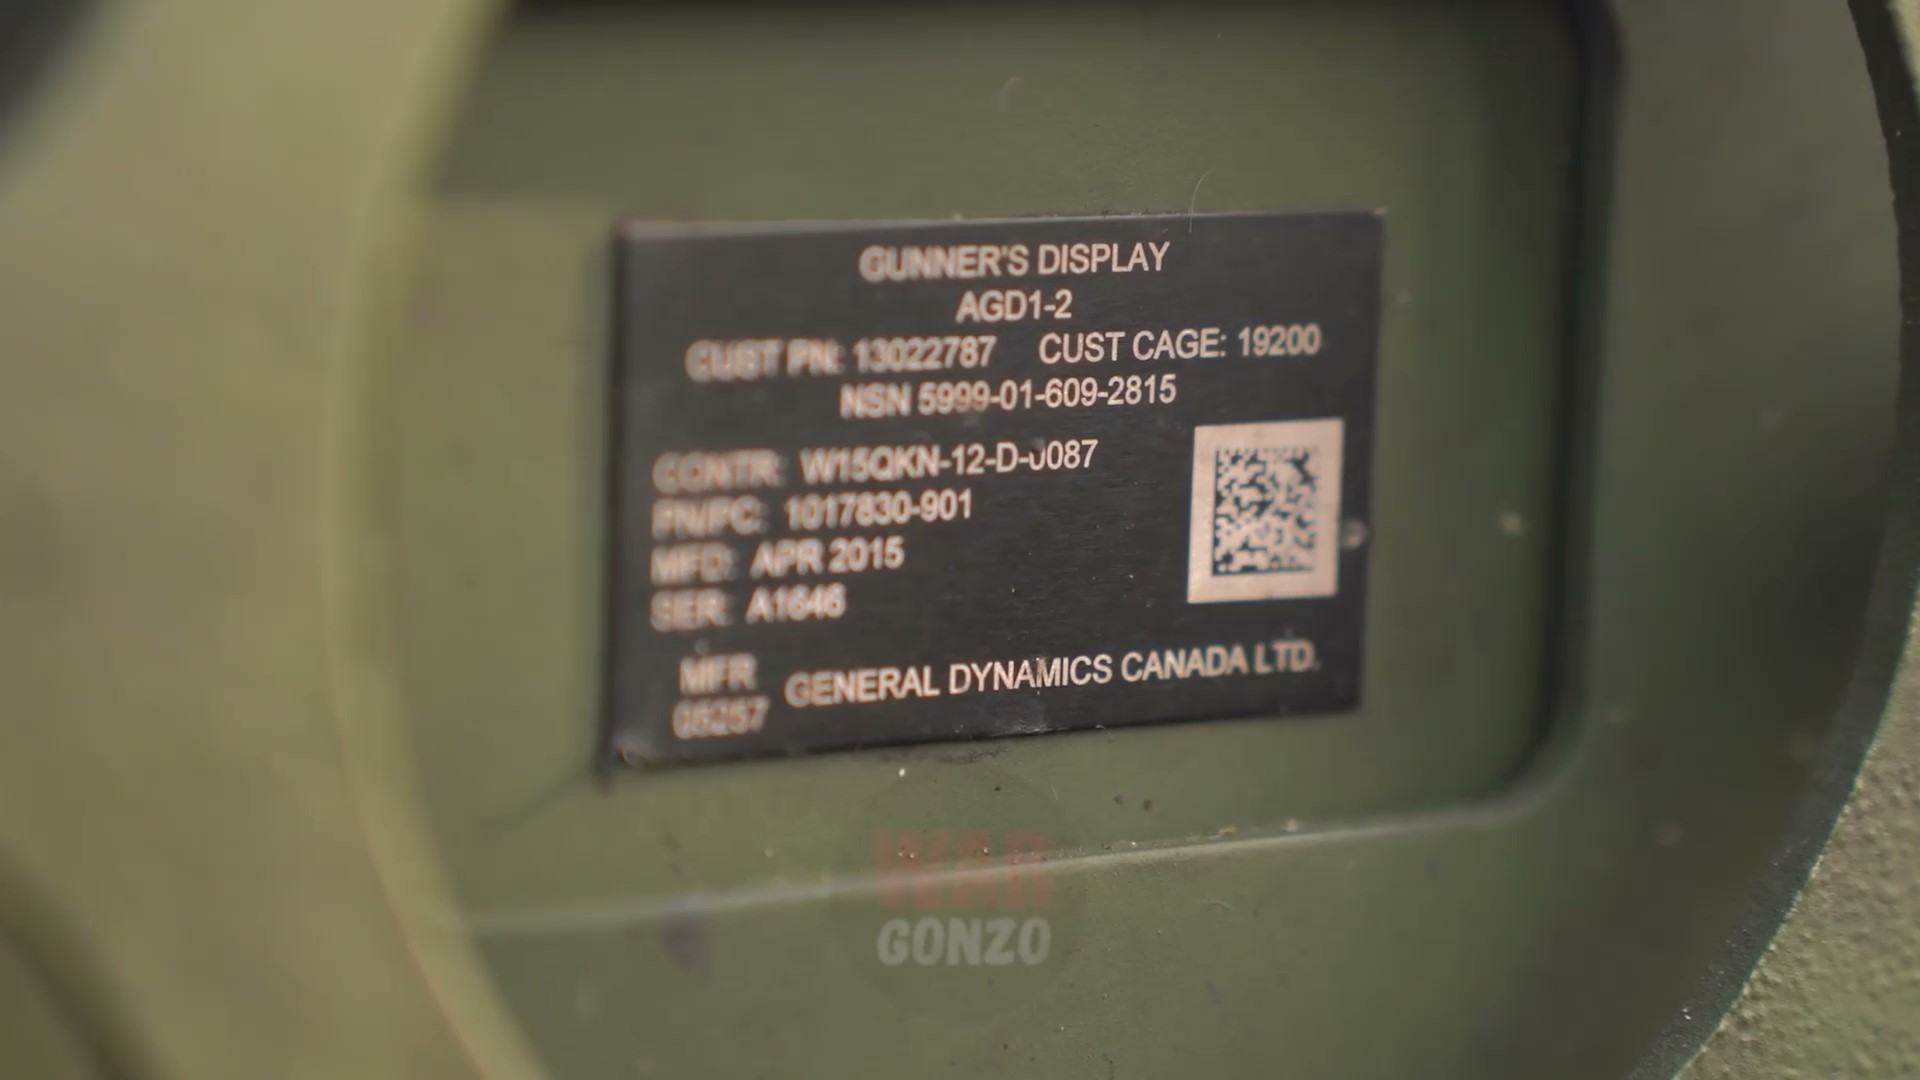 GUNNER'S DISPLAY
AGD1-2
CUST PN: 13022787 CUST CAGE: 19200
NSN 5999-01-609-2815
CONTR: W15QKN-12-D-0087
PN/PC: 1017830-901
MFD: APR 2015
SER: A1646
MFR
GENERAL DYNAMICS CANADA LTD.
WAR
GONZO